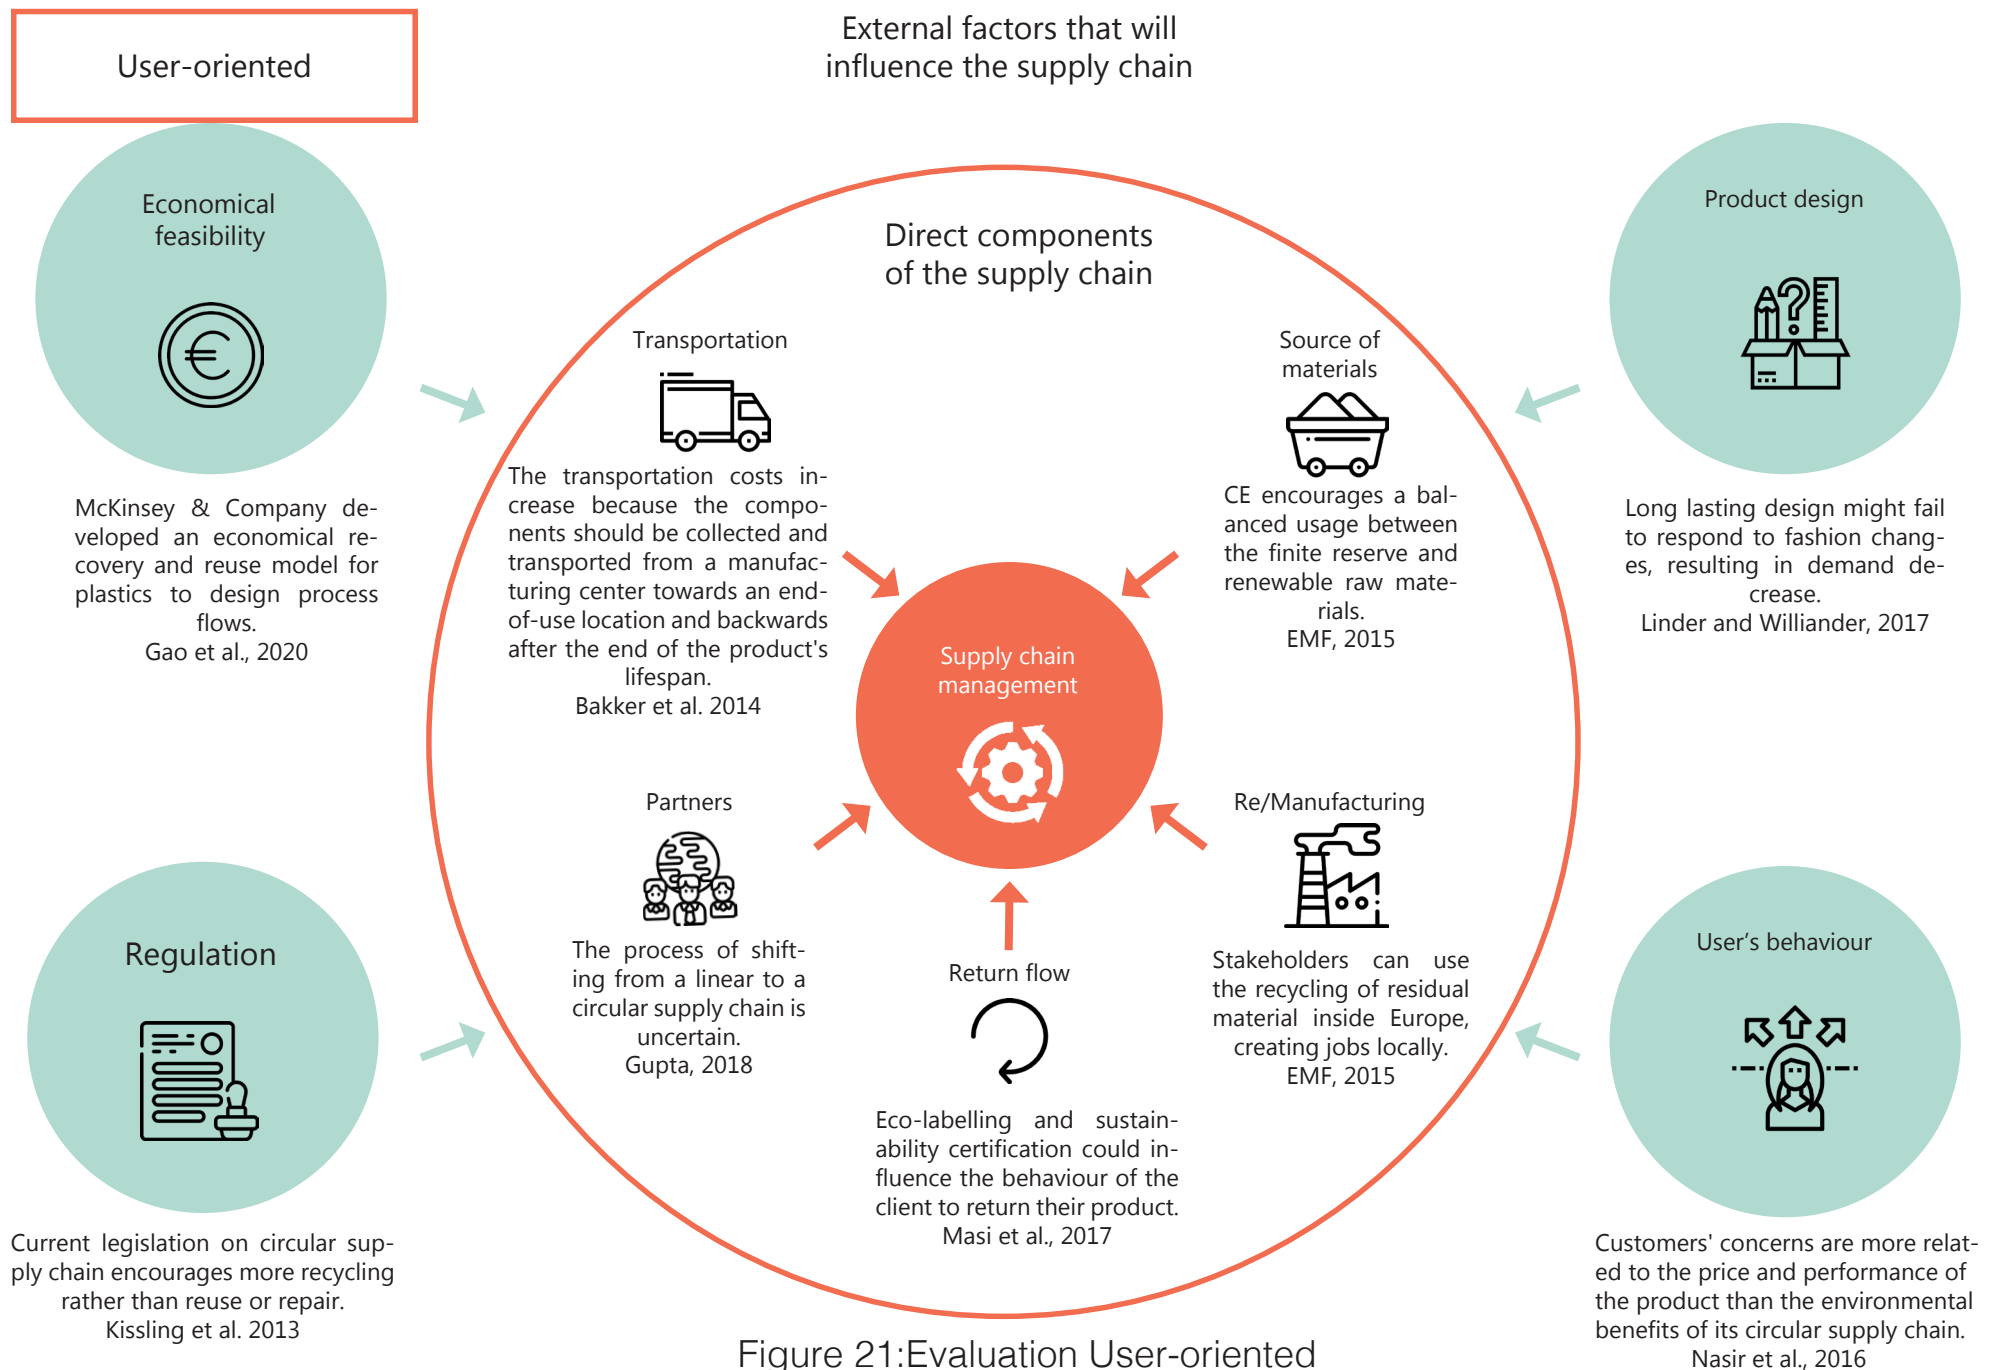 User-oriented
External factors that will
influence the supply chain
Economical
feasibility
McKinsey & Company de-
veloped an economical re-
covery and reuse model for
plastics to design process
flows.
Gao et al., 2020
Regulation
Current legislation on circular sup-
ply chain encourages more recycling
rather than reuse or repair.
Kissling et al. 2013
Direct components
of the supply chain
Transportation
The transportation costs in-
crease because the compo-
nents should be collected and
transported from a manufac-
turing center towards an end-
of-use location and backwards
after the end of the product's
lifespan.
Bakker et al. 2014
Source of
materials
CE encourages a bal-
anced usage between
the finite reserve and
renewable raw mate-
rials.
EMF, 2015
Supply chain
management
Partners
The process of shift-
ing from a linear to a
circular supply chain is
uncertain.
Gupta, 2018
Return flow
Eco-labelling and sustain-
ability certification could in-
fluence the behaviour of the
client to return their product.
Masi et al., 2017
Re/Manufacturing
Stakeholders can use
the recycling of residual
material inside Europe,
creating jobs locally.
EMF, 2015
Product design
Long lasting design might fail
to respond to fashion chang-
es, resulting in demand de-
crease.
Linder and Williander, 2017
User's behaviour
Customers' concerns are more relat-
ed to the price and performance of
the product than the environmental
benefits of its circular supply chain.
Nasir et al., 2016
Figure 21:Evaluation User-oriented